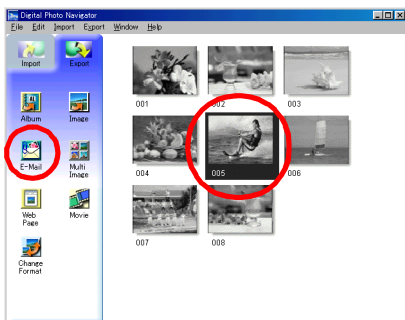 Digital Photo Navigator
File Edit Import Export Window Help
Import Export
Album Image
E-Mail Multi Image
Web Page Movie
Change Format
001 002 003
004 005 006
007 008